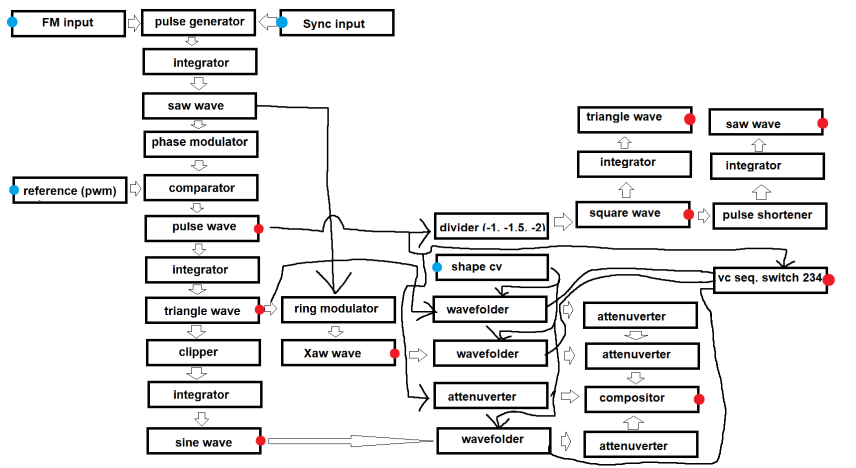 FM input
pulse generator
Sync input
integrator
saw wave
phase modulator
reference (pwm)
comparator
pulse wave
integrator
triangle wave
clipper
integrator
sine wave
ring modulator
Xaw wave
divider (-1. -1.5. -2)
shape cv
wavefolder
wavefolder
attenuverter
wavefolder
triangle wave
saw wave
integrator
integrator
square wave
pulse shortener
vc seq. switch 234
attenuverter
attenuverter
compositor
attenuverter